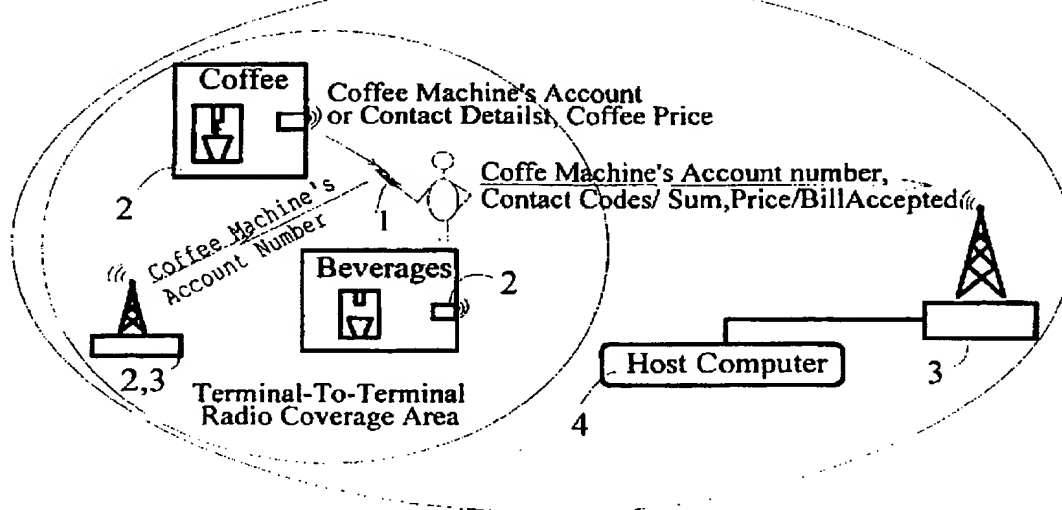 Coffee
Coffee Machine's Account
or Contact Detailst, Coffee Price
2
1
Coffe Machine's Account number,
Contact Codes/ Sum,Price/BillAccepted
Coffee Machine's
Account Number
Beverages
2
2,3
Terminal-To-Terminal
Radio Coverage Area
Host Computer
4
3